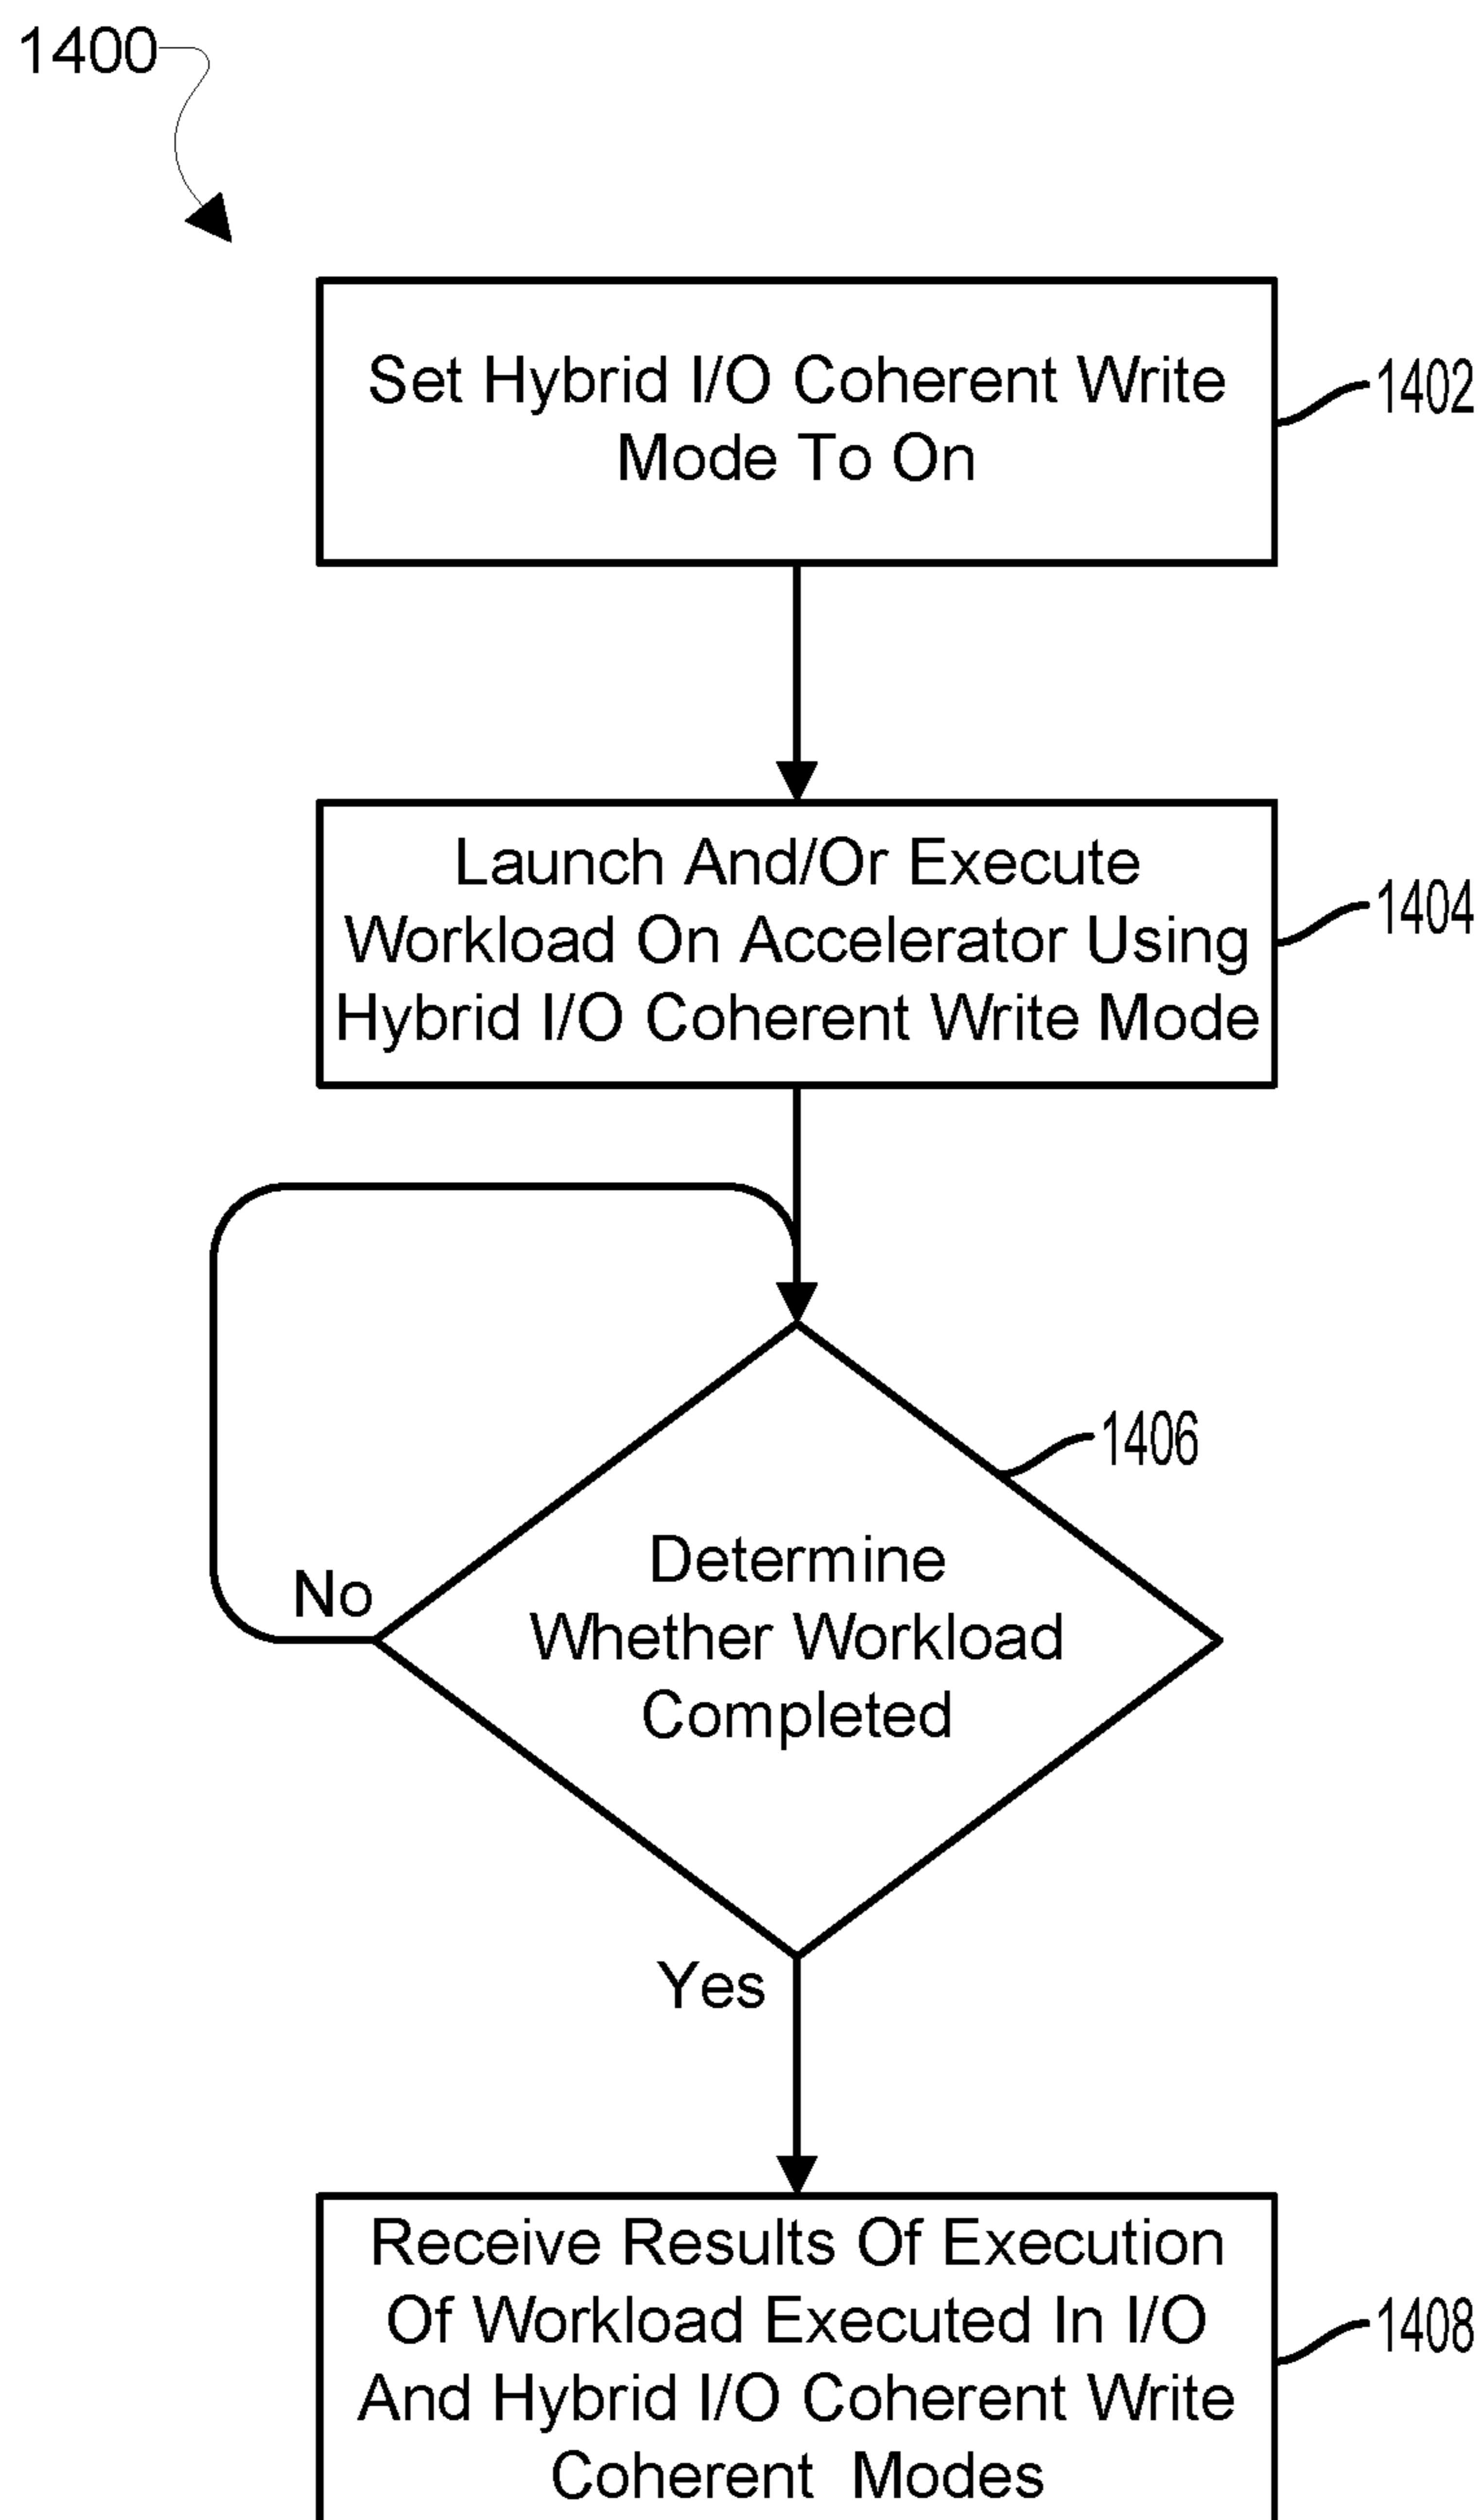 1400
Set Hybrid I/O Coherent Write
Mode To On
1402
Launch And/Or Execute
Workload On Accelerator Using
Hybrid I/O Coherent Write Mode
1404
1406
Determine
Whether Workload
Completed
No
Yes
Receive Results Of Execution
Of Workload Executed In I/O
And Hybrid I/O Coherent Write
Coherent Modes
1408